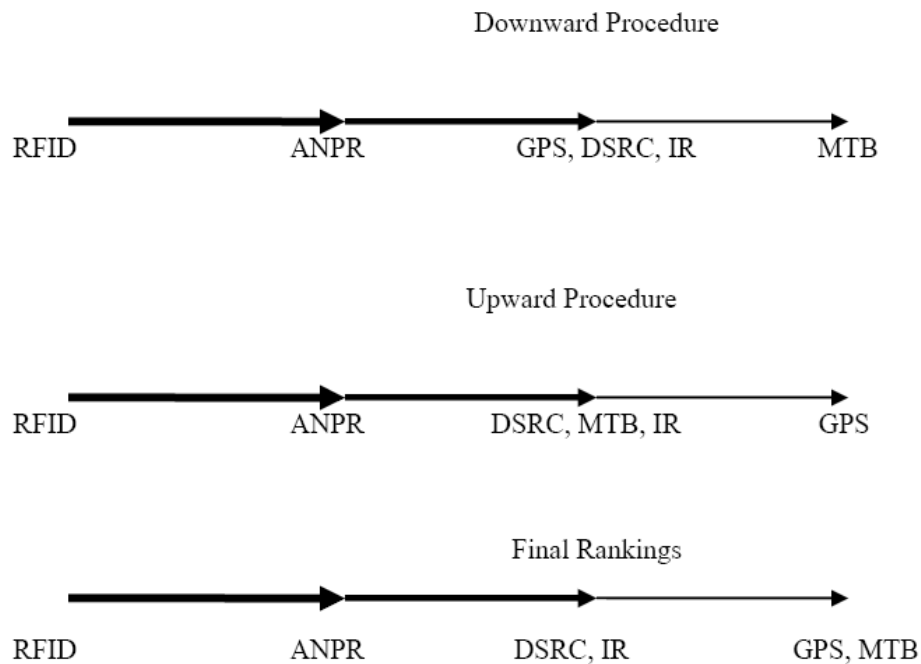 Downward Procedure
RFID ANPR GPS, DSRC, IR MTB
Upward Procedure
RFID ANPR DSRC, MTB, IR GPS
Final Rankings
RFID ANPR DSRC, IR GPS, MTB